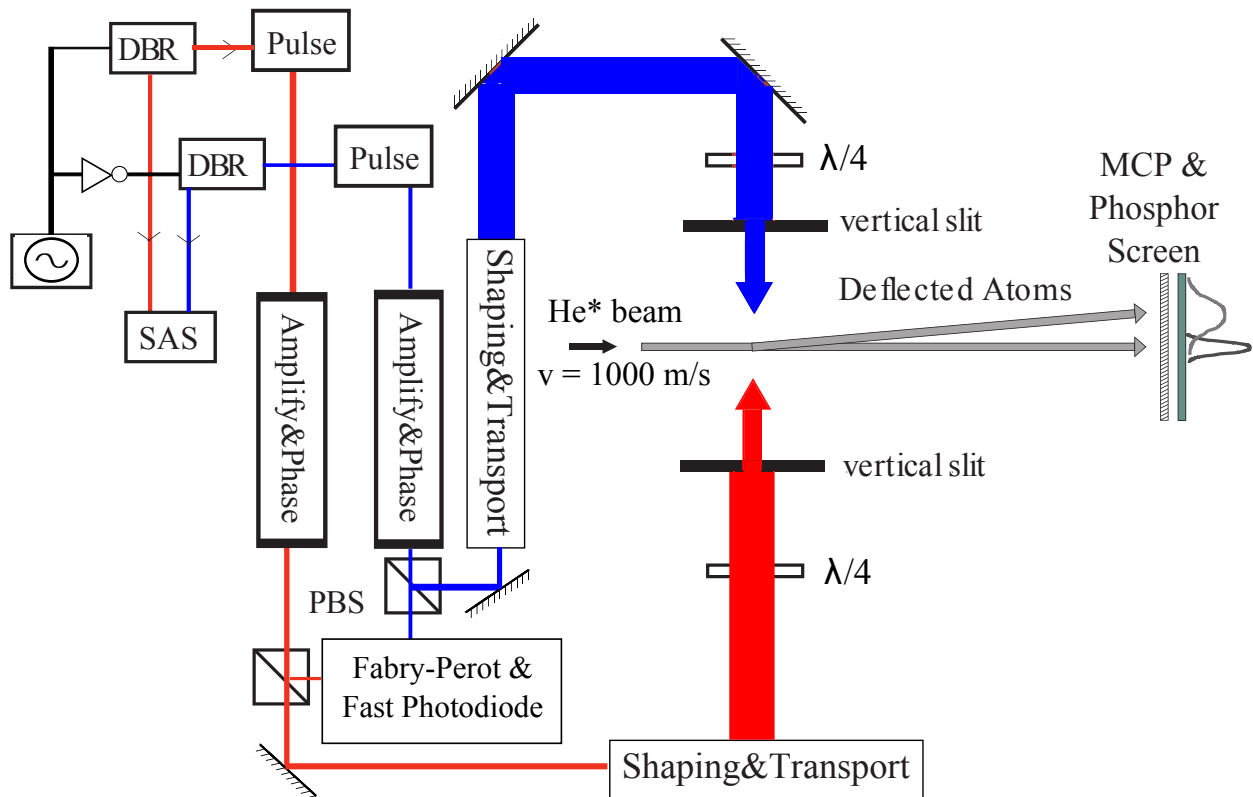 DBR
Pulse
DBR
Pulse
SAS
Amplify&Phase
Amplify&Phase
Shaping&Transport
PBS
Fabry-Perot &
Fast Photodiode
Shaping&Transport
λ/4
vertical slit
He* beam
v = 1000 m/s
Deflected Atoms
MCP &
Phosphor
Screen
vertical slit
λ/4